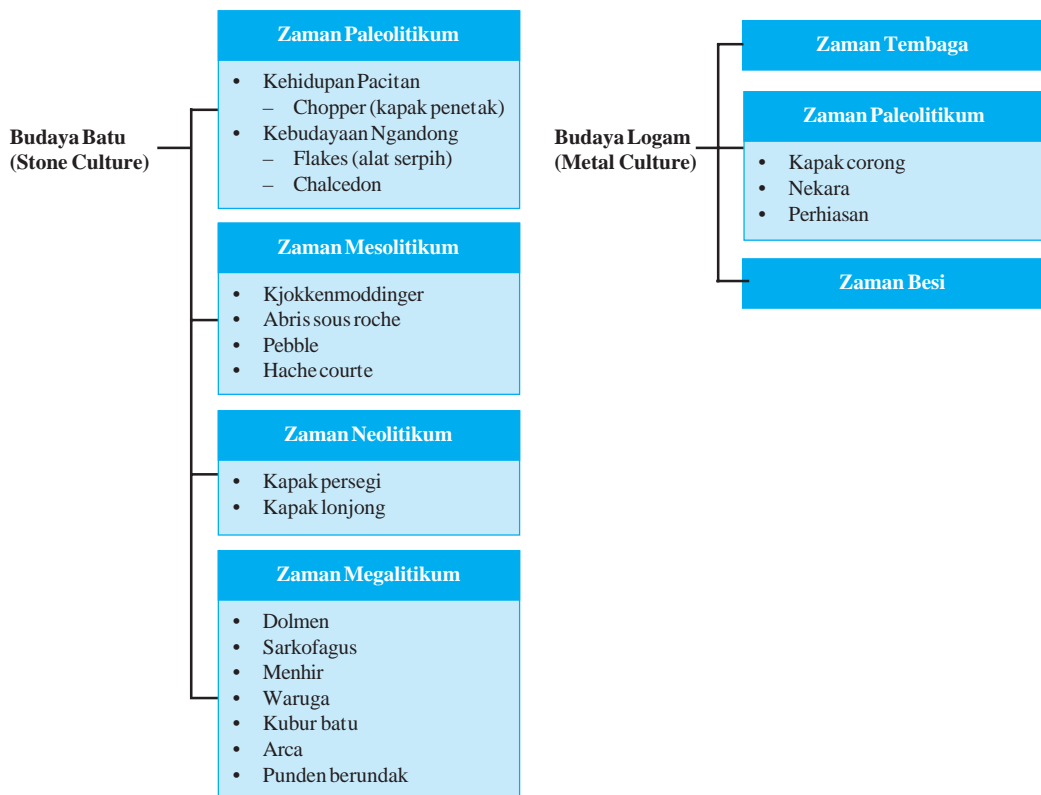 Budaya Batu
(Stone Culture)
Zaman Paleolitikum
• Kehidupan Pacitan
– Chopper (kapak penetak)
• Kebudayaan Ngandong
– Flakes (alat serpih)
– Chalcedon
Zaman Mesolitikum
• Kjokkenmoddinger
• Abris sous roche
• Pebble
• Hache courte
Zaman Neolitikum
• Kapak persegi
• Kapak lonjong
Zaman Megalitikum
• Dolmen
• Sarkofagus
• Menhir
• Waruga
• Kubur batu
• Arca
• Punden berundak
Budaya Logam
(Metal Culture)
Zaman Tembaga
Zaman Paleolitikum
• Kapak corong
• Nekara
• Perhiasan
Zaman Besi